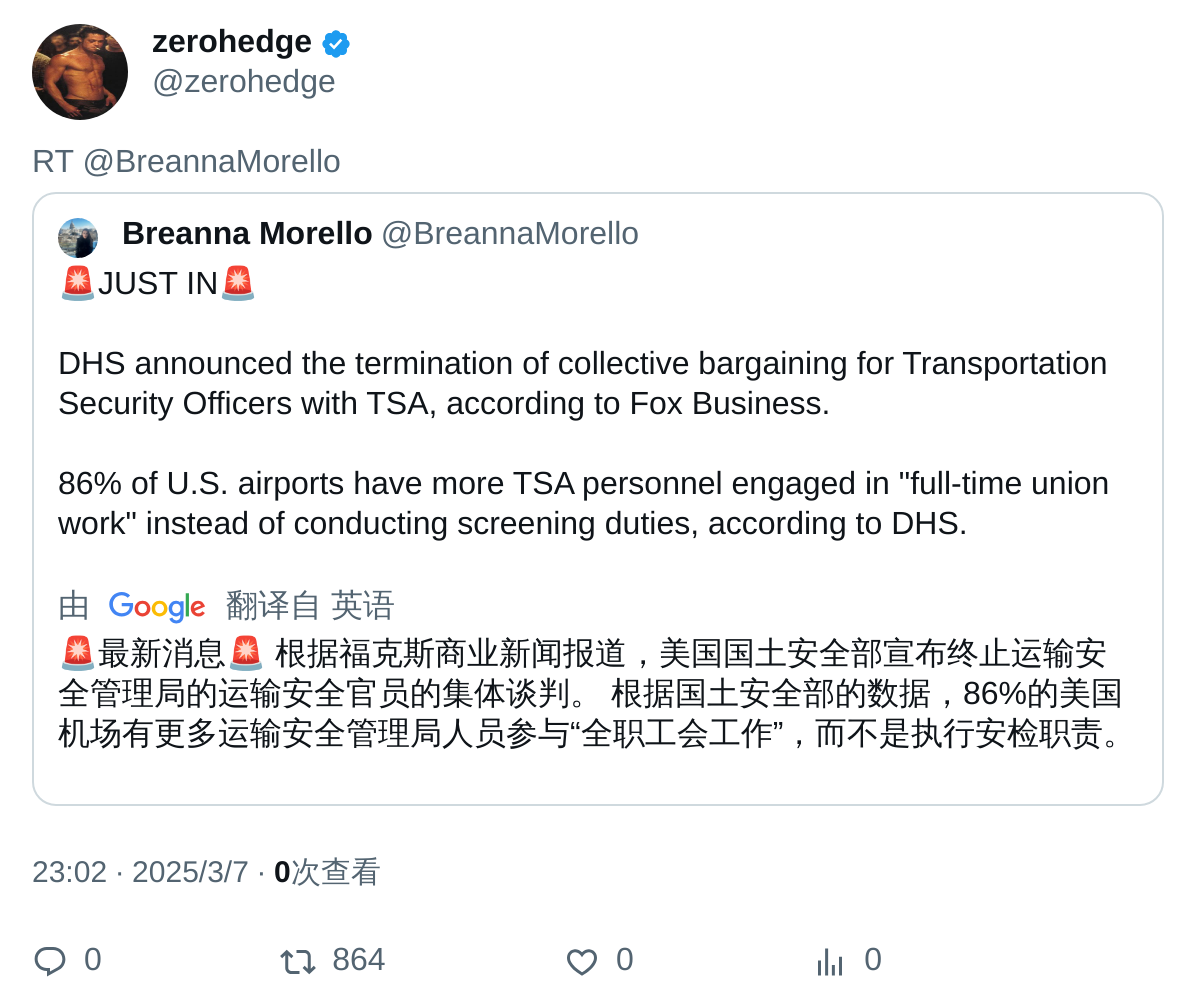 zerohedge
@zerohedge
RT @BreannaMorello
Breanna Morello @BreannaMorello
🚨JUST IN🚨
DHS announced the termination of collective bargaining for Transportation
Security Officers with TSA, according to Fox Business.
86% of U.S. airports have more TSA personnel engaged in "full-time union
work" instead of conducting screening duties, according to DHS.
由 Google 翻译自 英语
🚨最新消息🚨 根据福克斯商业新闻报道，美国国土安全部宣布终止运输安
全管理局的运输安全官员的集体谈判。 根据国土安全部的数据，86%的美国
机场有更多运输安全管理局人员参与“全职工会工作”，而不是执行安检职责。
23:02 · 2025/3/7 · 0次查看
0 864 0 0